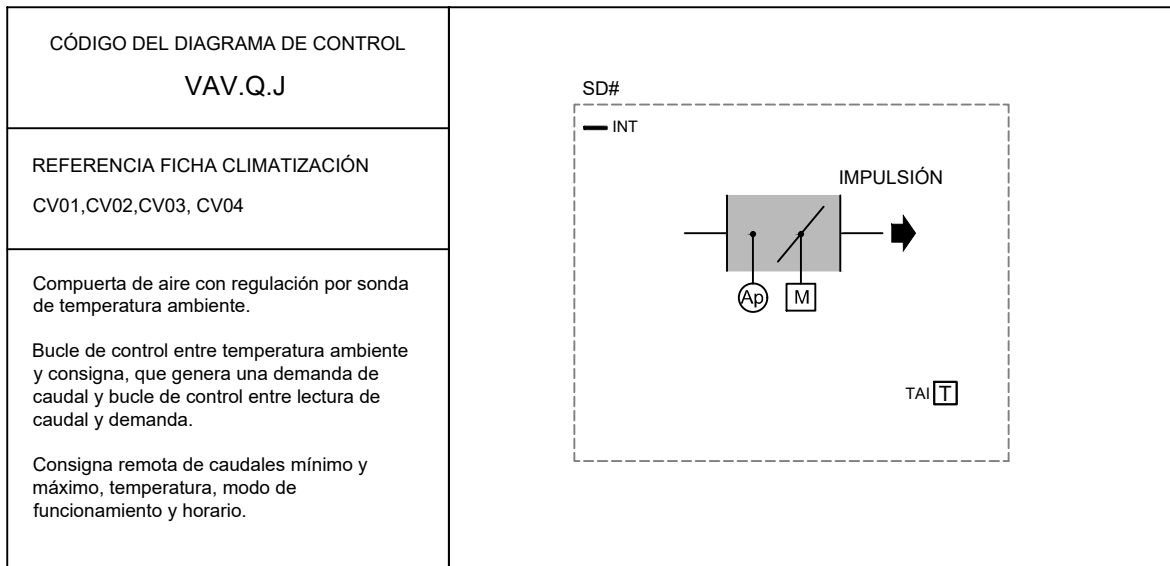 CÓDIGO DEL DIAGRAMA DE CONTROL
VAV.Q.J
REFERENCIA FICHA CLIMATIZACIÓN
CV01,CV02,CV03, CV04
Compuerta de aire con regulación por sonda
de temperatura ambiente.
Bucle de control entre temperatura ambiente
y consigna, que genera una demanda de
caudal y bucle de control entre lectura de
caudal y demanda.
Consigna remota de caudales mínimo y
máximo, temperatura, modo de
funcionamiento y horario.
SD#
INT
IMPULSIÓN
Ap M
TAI T